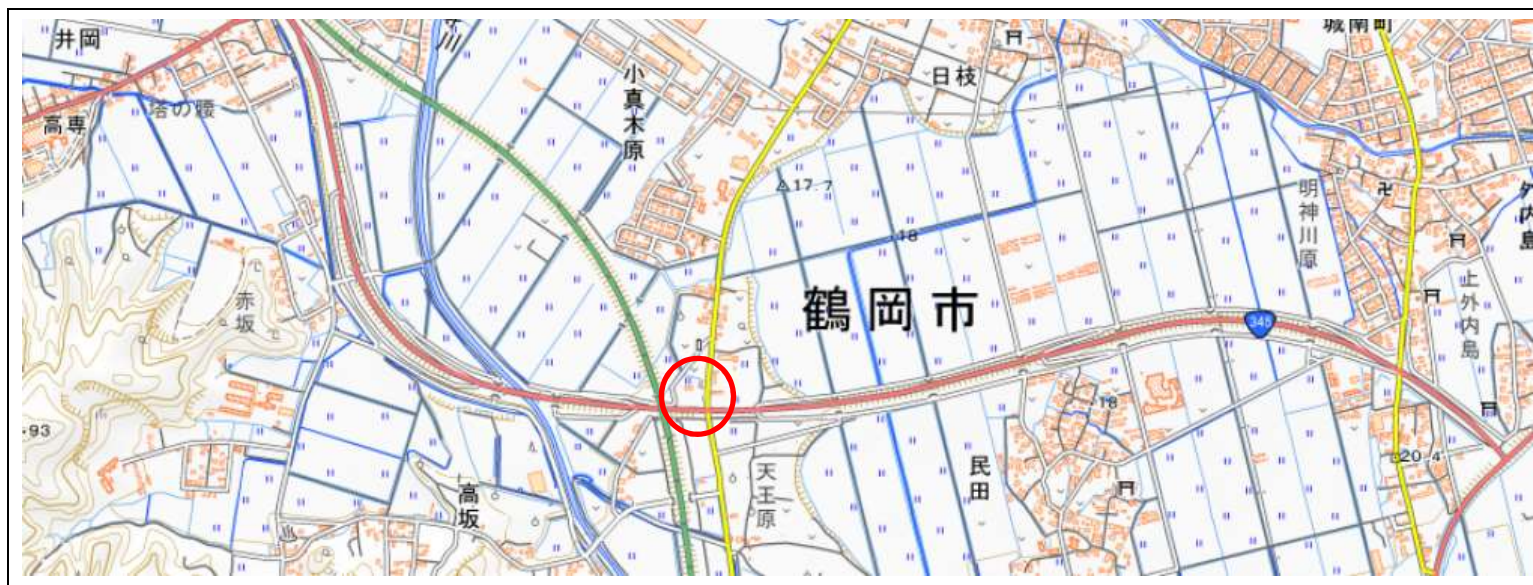 井岡
城南町
日枝
小真木原
塔の腰
高専
17.7
明神川原
外内島
18
上外内島
赤坂
鶴岡市
345
18
93
20.4
民田
天王原
高坂